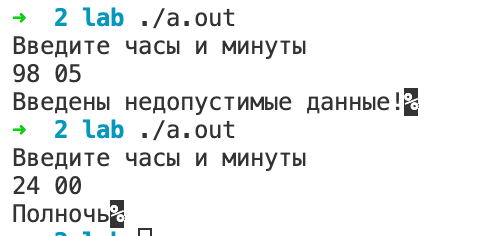 ➜  2 lab ./a.out
Введите часы и минуты
98 05
Введены недопустимые данные!%
➜  2 lab ./a.out
Введите часы и минуты
24 00
Полночь%